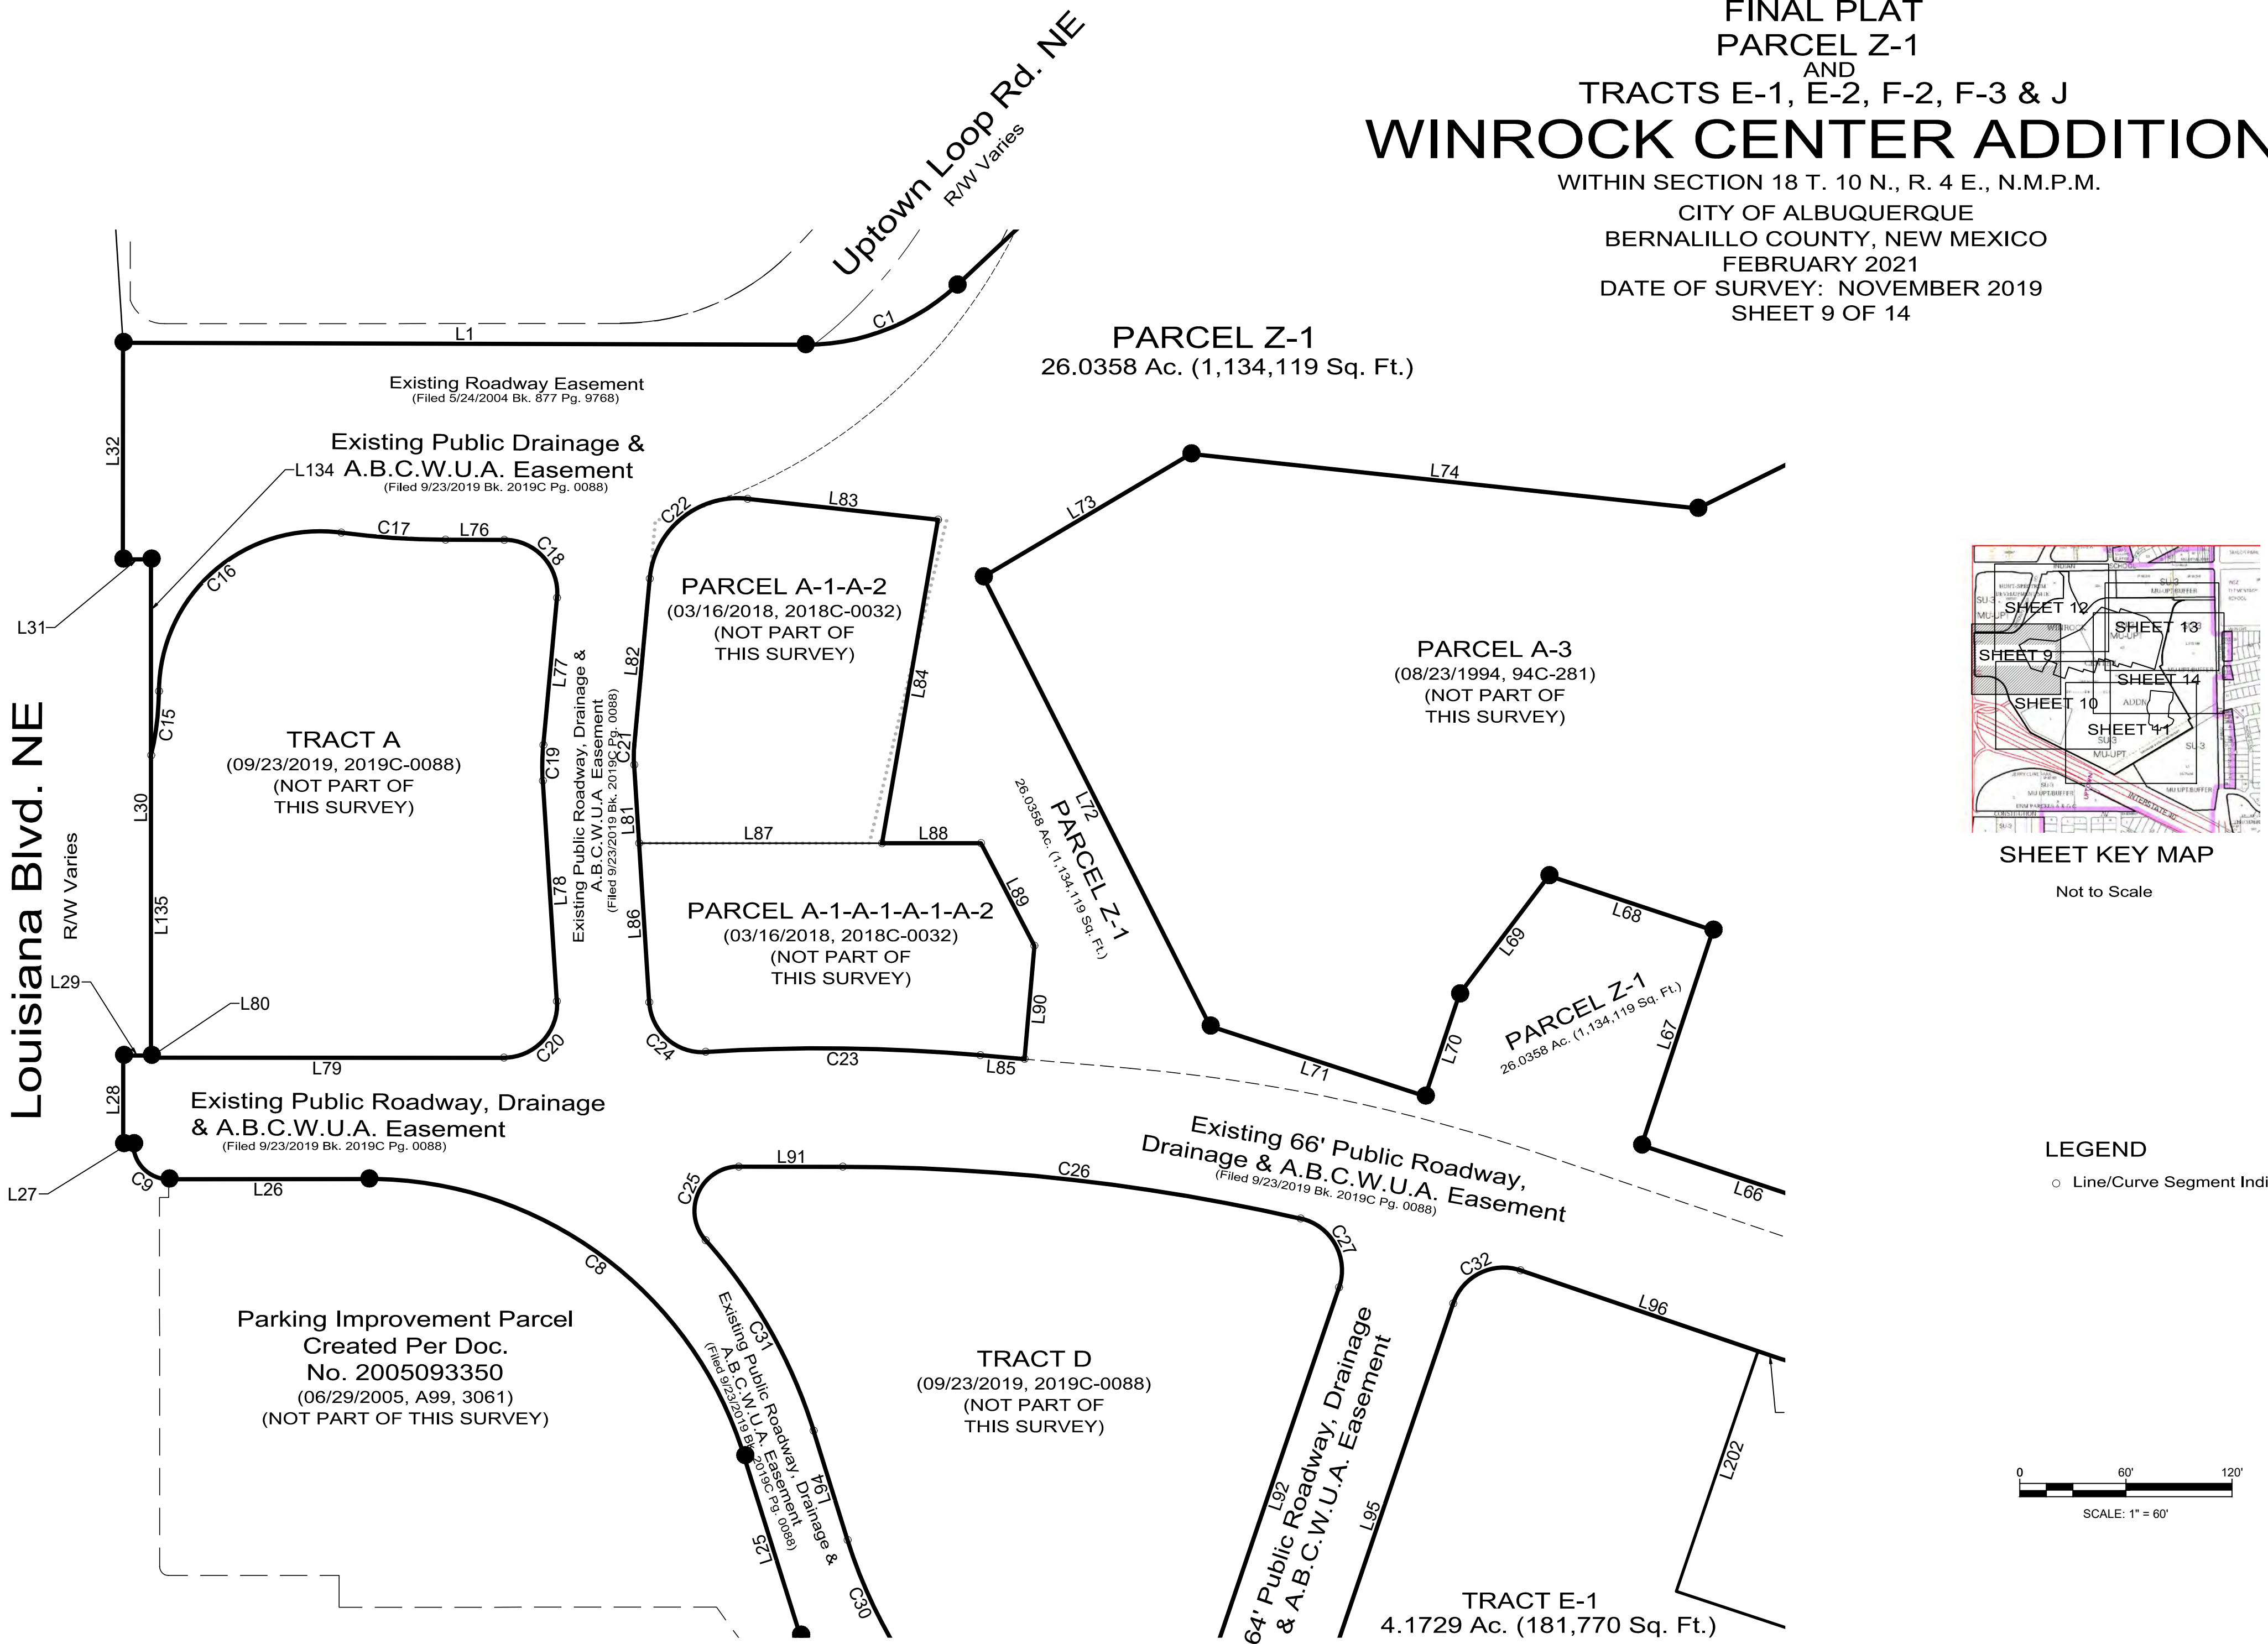 FINAL PLAT
PARCEL Z-1
AND
TRACTS E-1, E-2, F-2, F-3 & J
WINROCK CENTER ADDITION
WITHIN SECTION 18 T. 10 N., R. 4 E., N.M.P.M.
CITY OF ALBUQUERQUE
BERNALILLO COUNTY, NEW MEXICO
FEBRUARY 2021
DATE OF SURVEY: NOVEMBER 2019
SHEET 9 OF 14
Uptown Loop Rd. NE
R/W Varies
L1
C1
PARCEL Z-1
26.0358 Ac. (1,134,119 Sq. Ft.)
Existing Roadway Easement
(Filed 5/24/2004 Bk. 877 Pg. 9768)
L32
Existing Public Drainage &
L134 A.B.C.W.U.A. Easement
(Filed 9/23/2019 Bk. 2019C Pg. 0088)
L31
C16
C17
L76
C18
C22
L83
L73
L74
PARCEL A-1-A-2
(03/16/2018, 2018C-0032)
(NOT PART OF
THIS SURVEY)
L77
L82
L84
C15
C19
C21
TRACT A
(09/23/2019, 2019C-0088)
(NOT PART OF
THIS SURVEY)
PARCEL A-3
(08/23/1994, 94C-281)
(NOT PART OF
THIS SURVEY)
Louisiana Blvd. NE
R/W Varies
L30
L135
L78
Existing Public Roadway, Drainage &
A.B.C.W.U.A Easement
(Filed 9/23/2019 Bk. 2019C Pg. 0088)
L81
L86
L87
L88
L89
L90
PARCEL A-1-A-1-A-1-A-2
(03/16/2018, 2018C-0032)
(NOT PART OF
THIS SURVEY)
L72
PARCEL Z-1
26.0358 Ac. (1,134,119 Sq. Ft.)
L68
L69
L70
L67
L71
L66
PARCEL Z-1
26.0358 Ac. (1,134,119 Sq. Ft.)
L29
L80
L79
C20
C24
C23
L85
L28
L27
C9
L26
Existing Public Roadway, Drainage
& A.B.C.W.U.A. Easement
(Filed 9/23/2019 Bk. 2019C Pg. 0088)
Existing 66' Public Roadway,
Drainage & A.B.C.W.U.A. Easement
(Filed 9/23/2019 Bk. 2019C Pg. 0088)
C25
L91
C26
C27
C32
L96
C8
C31
Existing Public Roadway, Drainage &
A.B.C.W.U.A. Easement
(Filed 9/23/2019 Bk. 2019C Pg. 0088)
L94
L25
C30
Parking Improvement Parcel
Created Per Doc.
No. 2005093350
(06/29/2005, A99, 3061)
(NOT PART OF THIS SURVEY)
TRACT D
(09/23/2019, 2019C-0088)
(NOT PART OF
THIS SURVEY)
L92
64' Public Roadway, Drainage
& A.B.C.W.U.A. Easement
L95
L202
TRACT E-1
4.1729 Ac. (181,770 Sq. Ft.)
SHEET 12
SHEET 13
SHEET 9
SHEET 14
SHEET 10
SHEET 11
INTERSTATE 40
SHEET KEY MAP
Not to Scale
LEGEND
Line/Curve Segment Indi
0 60' 120'
SCALE: 1" = 60'